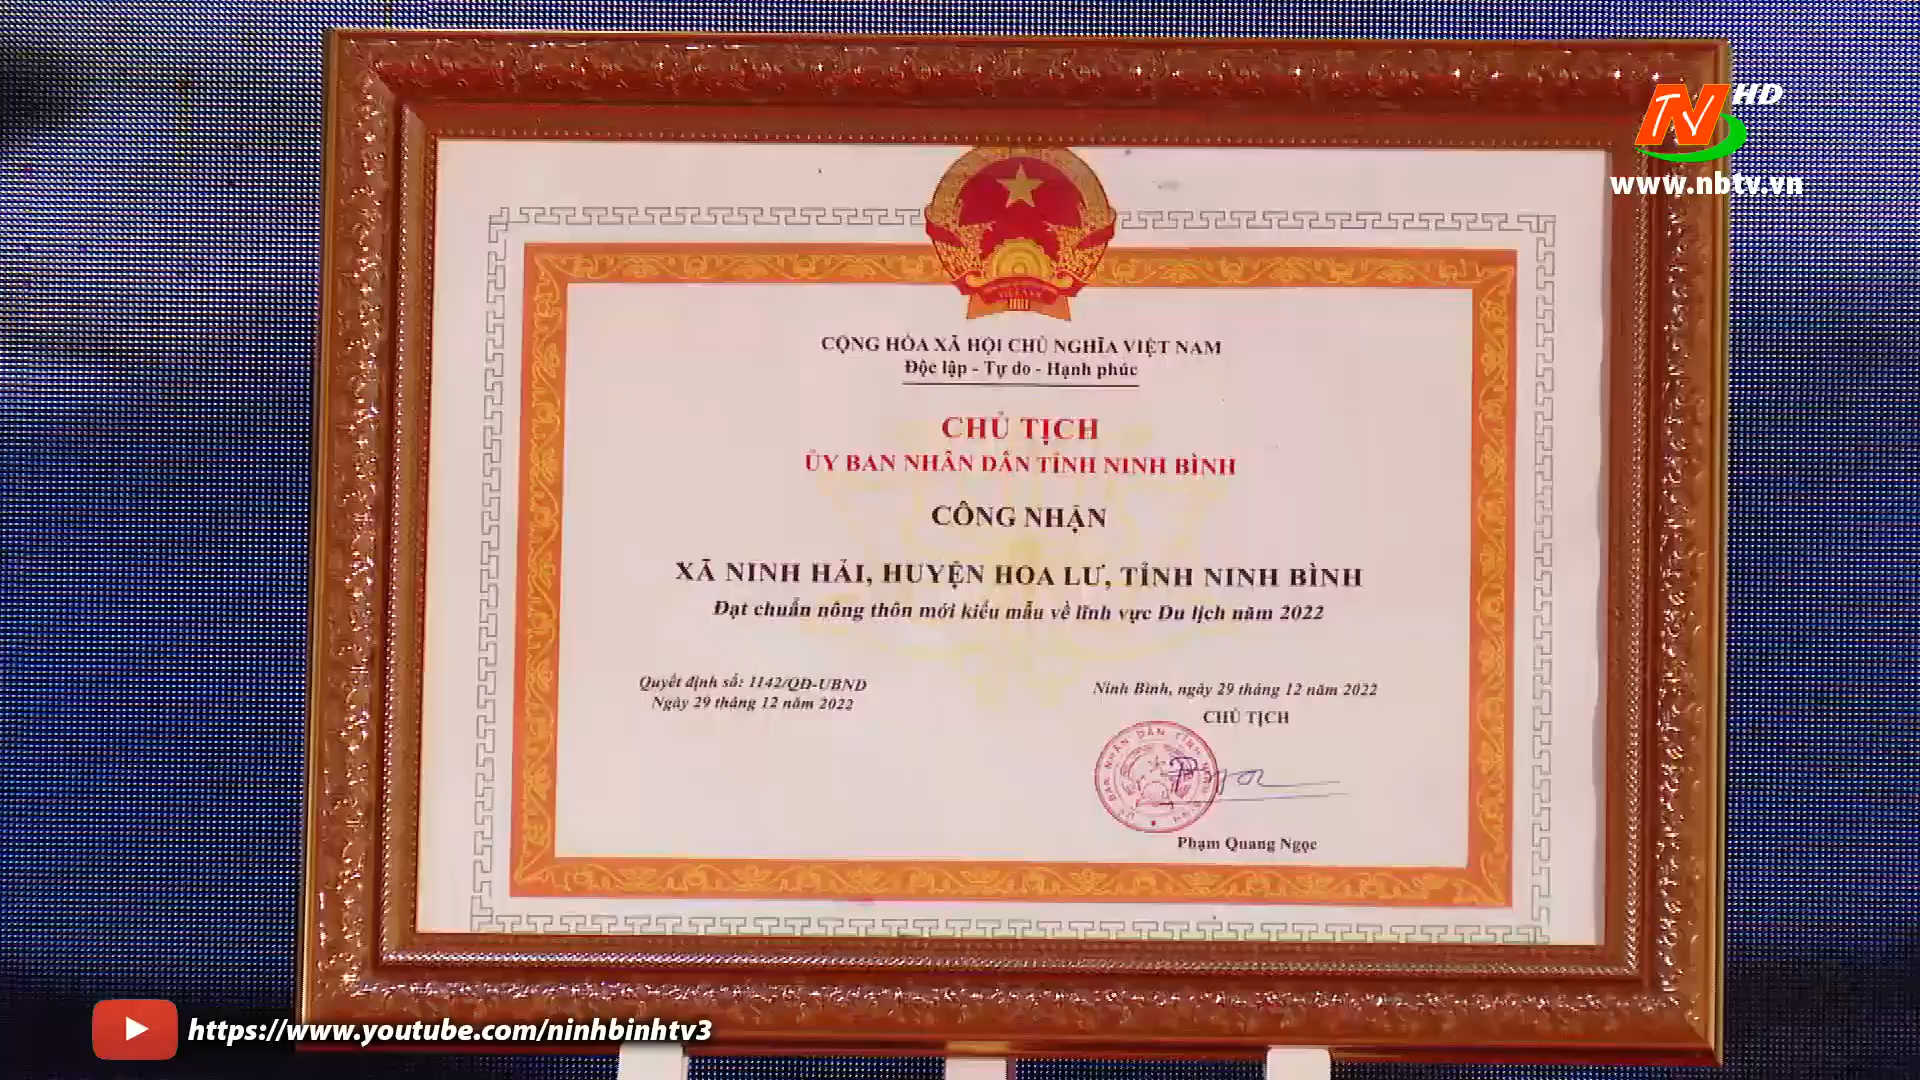 HD
www.nbtv.vn
CỘNG HÒA XÃ HỘI CHỦ NGHĨA VIỆT NAM
Độc lập - Tự do - Hạnh phúc
CHỦ TỊCH
ỦY BAN NHÂN DÂN TỈNH NINH BÌNH
CÔNG NHẬN
XÃ NINH HẢI, HUYỆN HOA LƯ, TỈNH NINH BÌNH
Đạt chuẩn nông thôn mới kiểu mẫu về lĩnh vực Du lịch năm 2022
Quyết định số: 1142/QĐ-UBND
Ngày 29 tháng 12 năm 2022
Ninh Bình, ngày 29 tháng 12 năm 2022
CHỦ TỊCH
Phạm Quang Ngọc
https://www.youtube.com/ninhbinhtv3